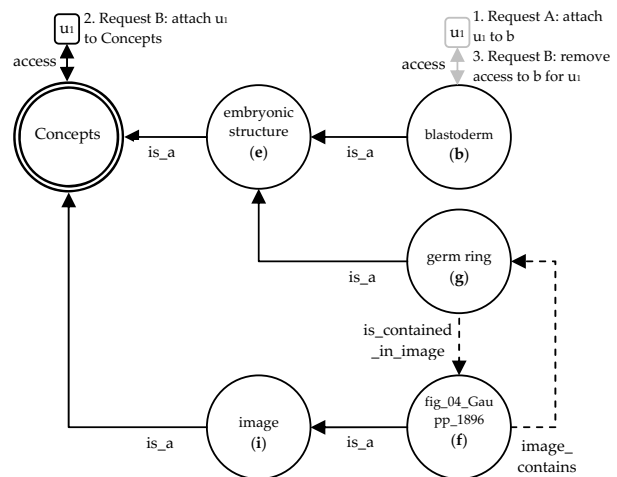 u₁
2. Request B: attach u₁
to Concepts
access
u₁
1. Request A: attach
u₁ to b
3. Request B: remove
access to b for u₁
access
Concepts
embryonic
structure
(e)
blastoderm
(b)
is_a
is_a
germ ring
(g)
is_a
is_contained
_in_image
image
(i)
fig_04_Gau
pp_1896
(f)
is_a
is_a
image_
contains